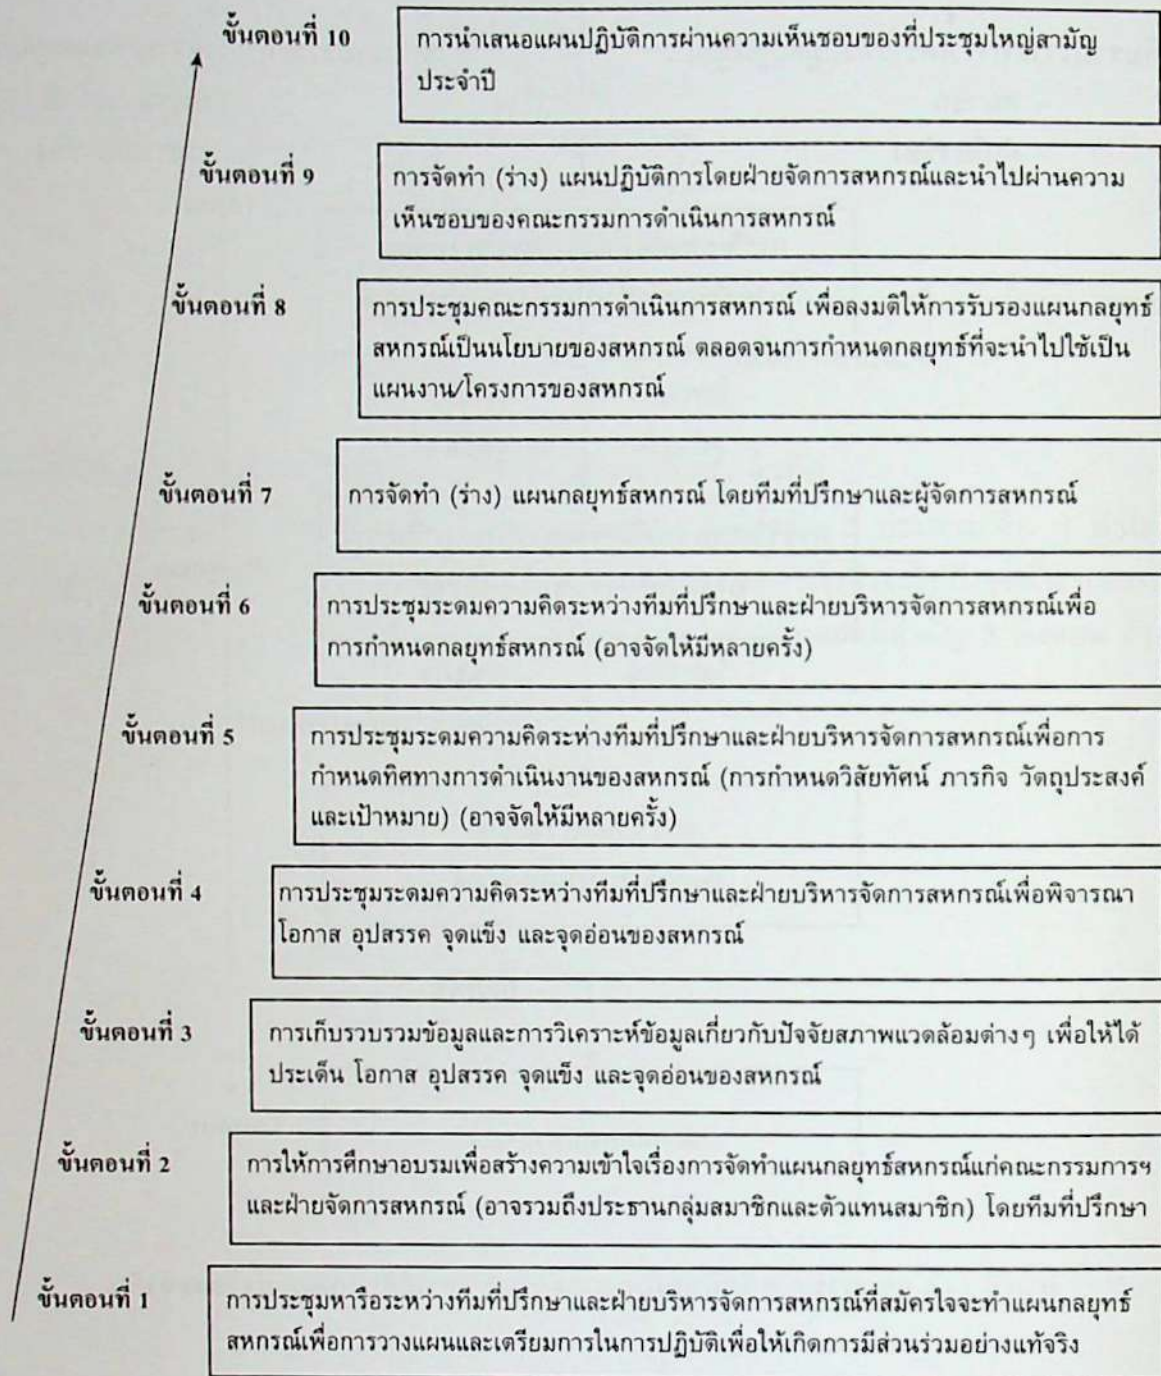 ขั้นตอนที่ 10
การนำเสนอแผนปฏิบัติการผ่านความเห็นชอบของที่ประชุมใหญ่สามัญ
ประจำปี
ขั้นตอนที่ 9
การจัดทำ (ร่าง) แผนปฏิบัติการโดยฝ่ายจัดการสหกรณ์และนำไปผ่านความ
เห็นชอบของคณะกรรมการดำเนินการสหกรณ์
ขั้นตอนที่ 8
การประชุมคณะกรรมการดำเนินการสหกรณ์ เพื่อลงมติให้การรับรองแผนกลยุทธ์
สหกรณ์เป็นนโยบายของสหกรณ์ ตลอดจนการกำหนดกลยุทธ์ที่จะนำไปใช้เป็น
แผนงาน/โครงการของสหกรณ์
ขั้นตอนที่ 7
การจัดทำ (ร่าง) แผนกลยุทธ์สหกรณ์ โดยทีมที่ปรึกษาและผู้จัดการสหกรณ์
ขั้นตอนที่ 6
การประชุมระดมความคิดระหว่างทีมที่ปรึกษาและฝ่ายบริหารจัดการสหกรณ์เพื่อ
การกำหนดกลยุทธ์สหกรณ์ (อาจจัดให้มีหลายครั้ง)
ขั้นตอนที่ 5
การประชุมระดมความคิดระห่างทีมที่ปรึกษาและฝ่ายบริหารจัดการสหกรณ์เพื่อการ
กำหนดทิศทางการดำเนินงานของสหกรณ์ (การกำหนดวิสัยทัศน์ ภารกิจ วัตถุประสงค์
และเป้าหมาย) (อาจจัดให้มีหลายครั้ง)
ขั้นตอนที่ 4
การประชุมระดมความคิดระหว่างทีมที่ปรึกษาและฝ่ายบริหารจัดการสหกรณ์เพื่อพิจารณา
โอกาส อุปสรรค จุดแข็ง และจุดอ่อนของสหกรณ์
ขั้นตอนที่ 3
การเก็บรวบรวมข้อมูลและการวิเคราะห์ข้อมูลเกี่ยวกับปัจจัยสภาพแวดล้อมต่างๆ เพื่อให้ได้
ประเด็น โอกาส อุปสรรค จุดแข็ง และจุดอ่อนของสหกรณ์
ขั้นตอนที่ 2
การให้การศึกษาอบรมเพื่อสร้างความเข้าใจเรื่องการจัดทำแผนกลยุทธ์สหกรณ์แก่คณะกรรมการฯ
และฝ่ายจัดการสหกรณ์ (อาจรวมถึงประธานกลุ่มสมาชิกและตัวแทนสมาชิก) โดยทีมที่ปรึกษา
ขั้นตอนที่ 1
การประชุมหารือระหว่างทีมที่ปรึกษาและฝ่ายบริหารจัดการสหกรณ์ที่สมัครใจจะทำแผนกลยุทธ์
สหกรณ์เพื่อการวางแผนและเตรียมการในการปฏิบัติเพื่อให้เกิดการมีส่วนร่วมอย่างแท้จริง